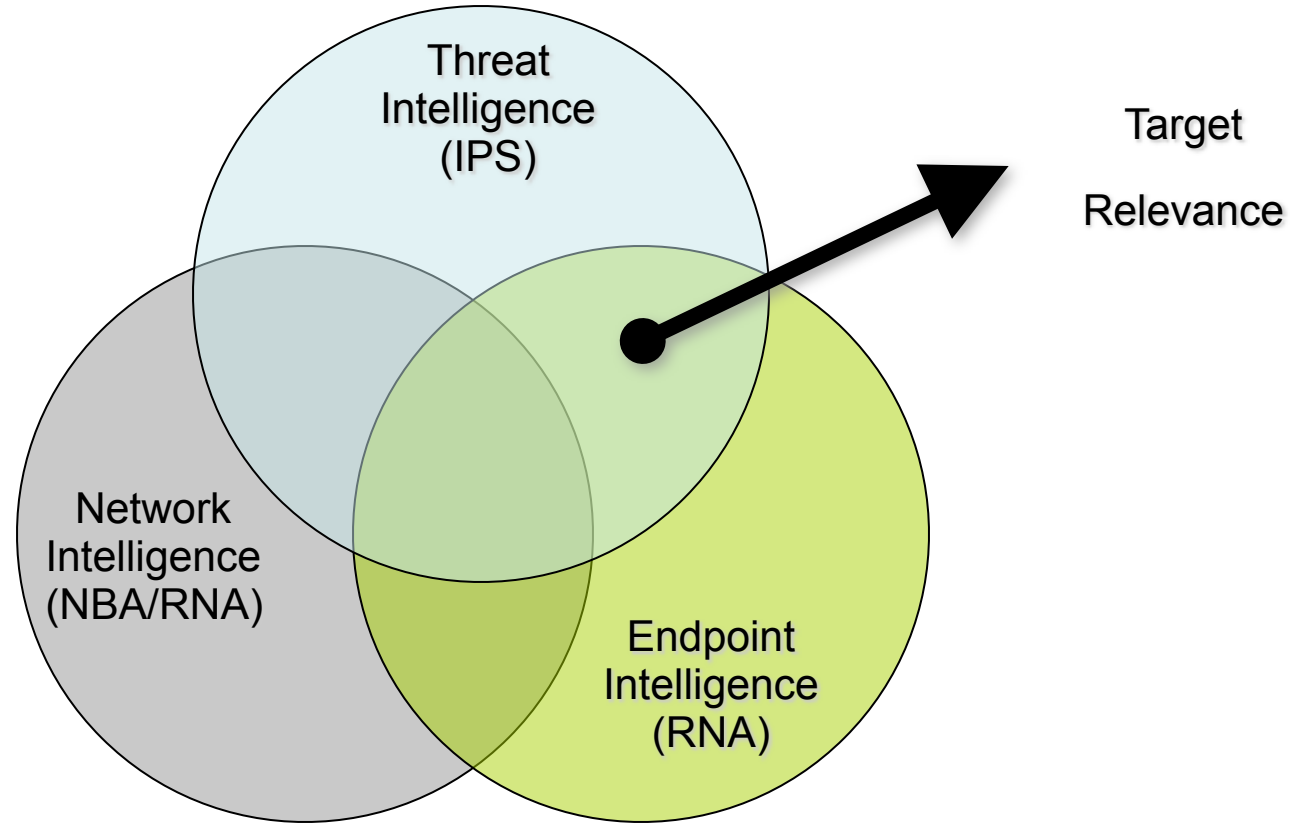 Threat
Intelligence
(IPS)
Target
Relevance
Network
Intelligence
(NBA/RNA)
Endpoint
Intelligence
(RNA)